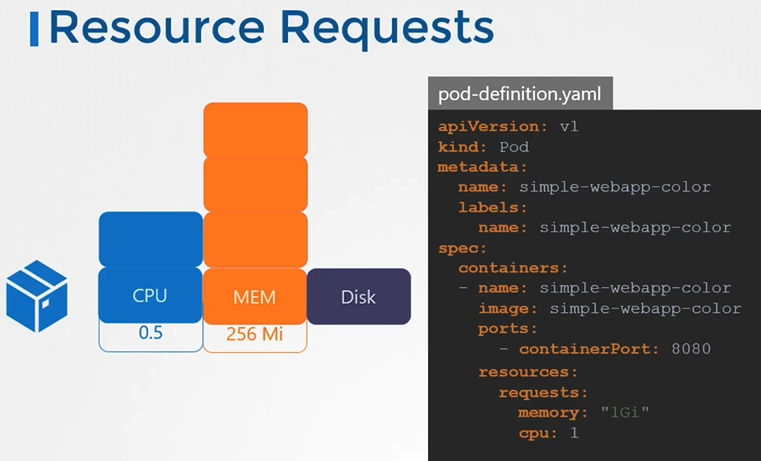 Resource Requests
CPU
MEM
Disk
0.5
256 Mi
pod-definition.yaml
apiVersion: v1
kind: Pod
metadata:
  name: simple-webapp-color
  labels:
    name: simple-webapp-color
spec:
  containers:
  - name: simple-webapp-color
    image: simple-webapp-color
    ports:
      - containerPort: 8080
    resources:
      requests:
        memory: "1Gi"
        cpu: 1